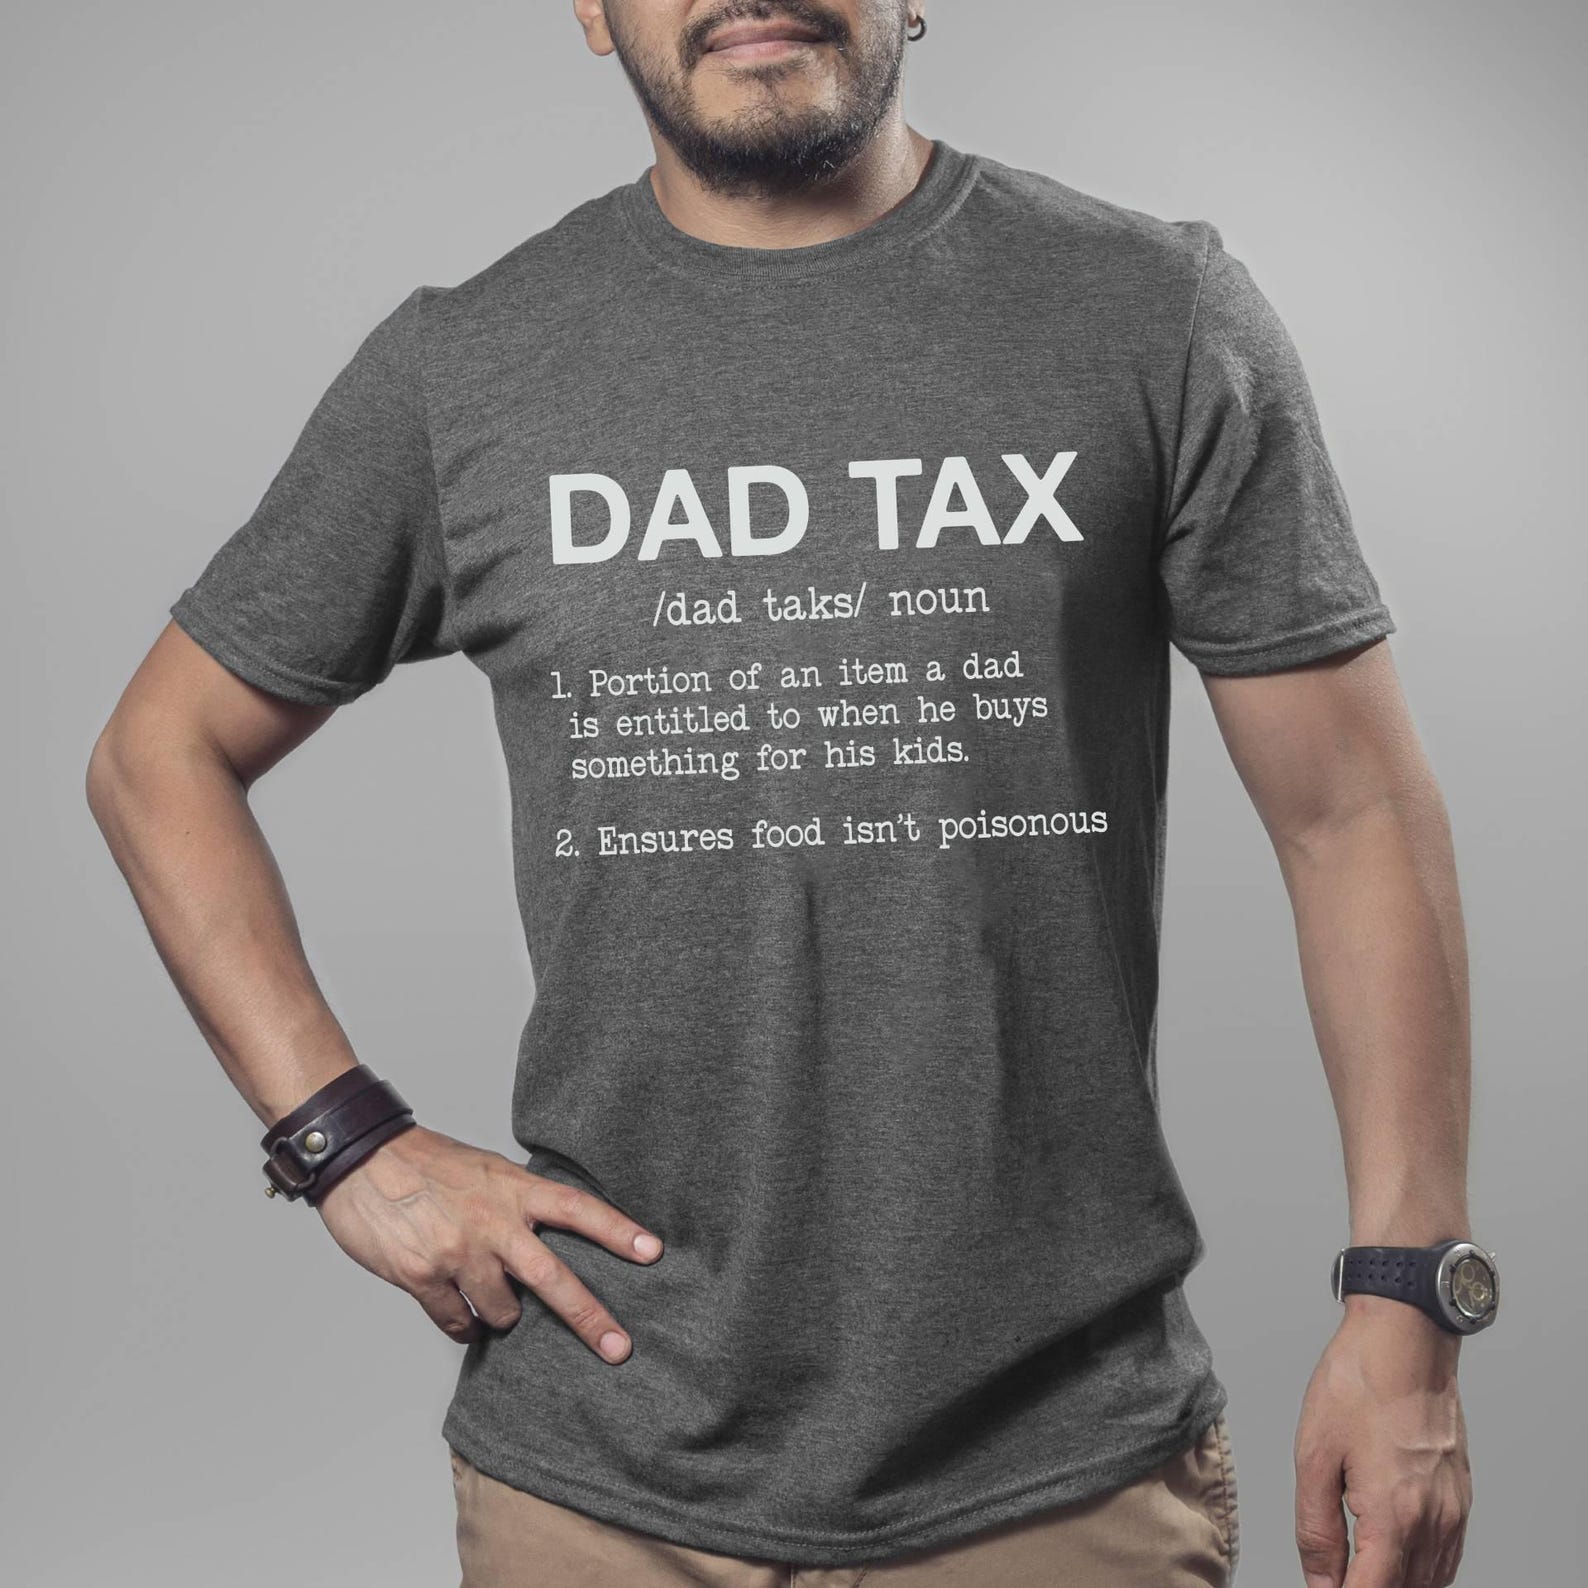 DAD TAX
/dad taks/ noun
1. Portion of an item a dad
is entitled to when he buys
something for his kids.
2. Ensures food isn't poisonous